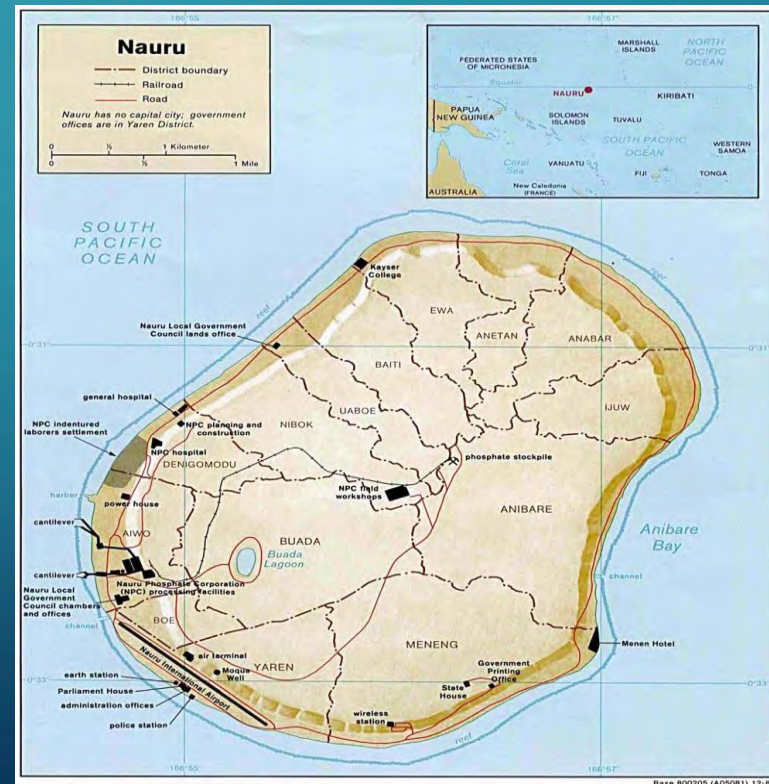 166°55'
166°57'
Nauru
District boundary
Railroad
Road
Nauru has no capital city; government
offices are in Yaren District.
0 ½ 1 Kilometer
0 ½ 1 Mile
MARSHALL
ISLANDS
NORTH
PACIFIC
OCEAN
FEDERATED STATES
OF MICRONESIA
Equator
NAURU
KIRIBATI
PAPUA
NEW GUINEA
SOLOMON
ISLANDS
TUVALU
SOUTH PACIFIC
OCEAN
WESTERN
SAMOA
Coral
Sea
VANUATU
FIJI
TONGA
New Caledonia
(FRANCE)
AUSTRALIA
SOUTH
PACIFIC
OCEAN
reef
reef
Kayser
College
EWA
ANETAN
ANABAR
Nauru Local Government
Council lands office
0°31'
0°31'
BAITI
IJUW
general hospital
UABOE
NIBOK
NPC planning and
construction
NPC indentured
laborers settlement
NPC hospital
DENIGOMODU
phosphate stockpile
harbor
power house
NPC field
workshops
ANIBARE
cantilever
AIWO
BUADA
Buada
Lagoon
Anibare
Bay
cantilever
Nauru Phosphate Corporation
(NPC) processing facilities
channel
Nauru Local
Government
Council chambers
and offices
BOE
channel
MENENG
Menen Hotel
air terminal
YAREN
Moqua
Well
Government
Printing
Office
earth station
Nauru International Airport
0°33'
0°33'
Parliament House
State
House
administration offices
wireless
station
police station
reef
166°55'
166°57'